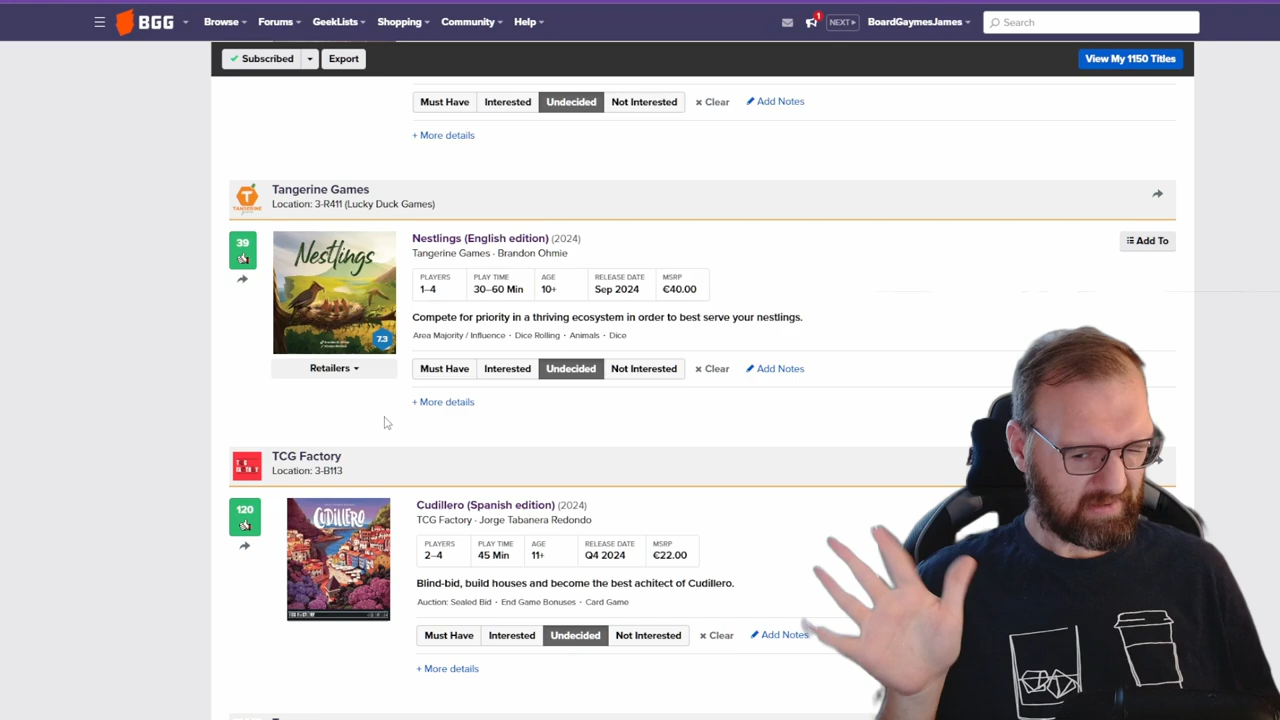 BGG
Browse
Forums
GeekLists
Shopping
Community
Help
1
NEXT
BoardGaymesJames
Search
Subscribed
Export
View My 1150 Titles
Must Have
Interested
Undecided
Not Interested
× Clear
Add Notes
+ More details
Tangerine Games
Location: 3-R411 (Lucky Duck Games)
39
Nestlings
7.3
Retailers
Nestlings (English edition) (2024)
Tangerine Games · Brandon Ohmie
Add To
PLAYERS
1–4
PLAY TIME
30–60 Min
AGE
10+
RELEASE DATE
Sep 2024
MSRP
€40.00
Compete for priority in a thriving ecosystem in order to best serve your nestlings.
Area Majority / Influence · Dice Rolling · Animals · Dice
Must Have
Interested
Undecided
Not Interested
× Clear
Add Notes
+ More details
TCG Factory
Location: 3-B113
120
CUDILLERO
Cudillero (Spanish edition) (2024)
TCG Factory · Jorge Tabanera Redondo
PLAYERS
2–4
PLAY TIME
45 Min
AGE
11+
RELEASE DATE
Q4 2024
MSRP
€22.00
Blind-bid, build houses and become the best achitect of Cudillero.
Auction: Sealed Bid · End Game Bonuses · Card Game
Must Have
Interested
Undecided
Not Interested
× Clear
Add Notes
+ More details